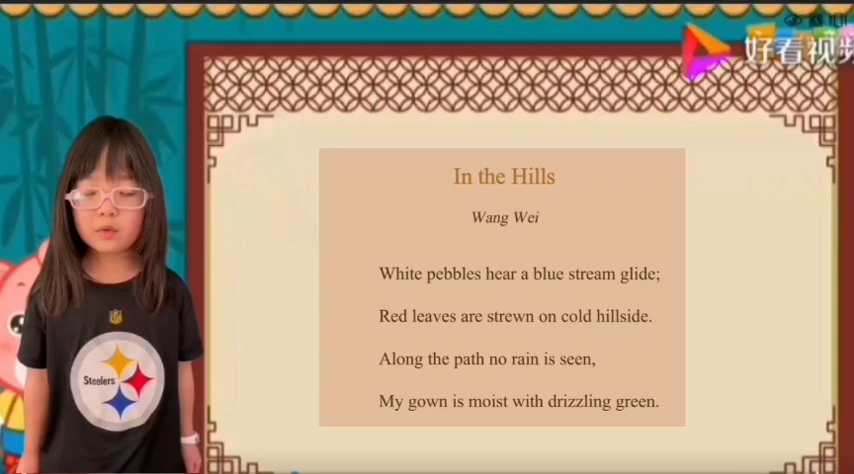 好看视频
In the Hills
Wang Wei
White pebbles hear a blue stream glide;
Red leaves are strewn on cold hillside.
Along the path no rain is seen,
My gown is moist with drizzling green.
Steelers